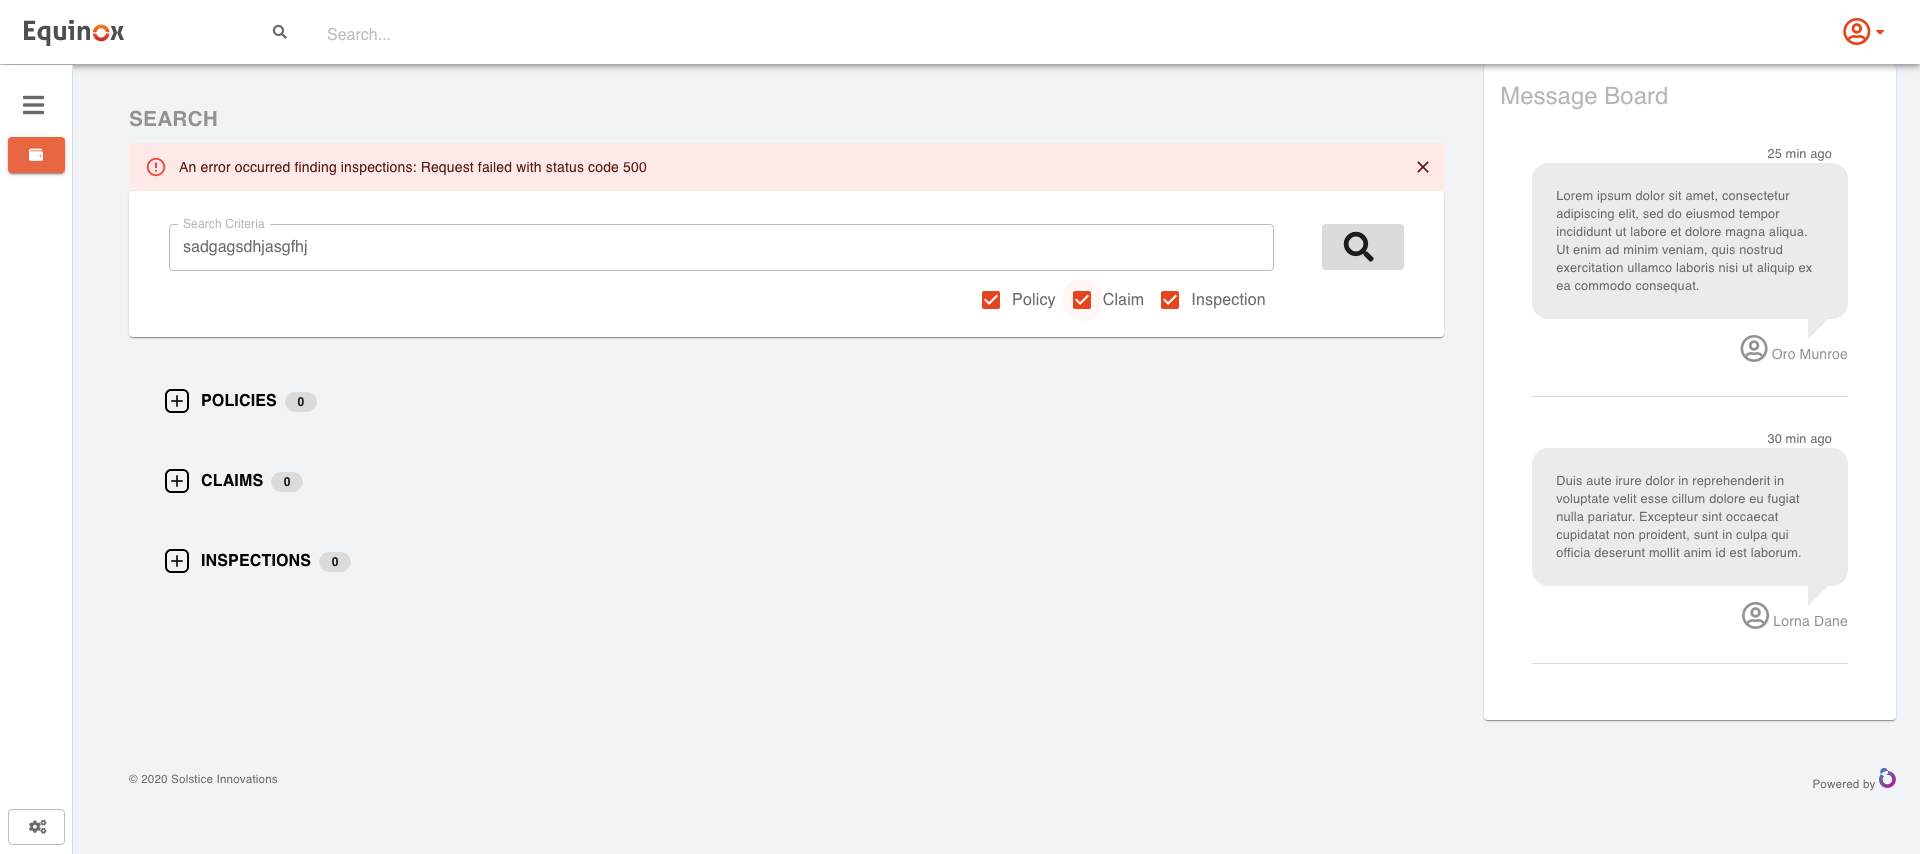 Equinox
Search...
SEARCH
An error occurred finding inspections: Request failed with status code 500
Search Criteria
sadgagsdhjasgfhj
Policy
Claim
Inspection
POLICIES 0
CLAIMS 0
INSPECTIONS 0
Message Board
25 min ago
Lorem ipsum dolor sit amet, consectetur
adipiscing elit, sed do eiusmod tempor
incididunt ut labore et dolore magna aliqua.
Ut enim ad minim veniam, quis nostrud
exercitation ullamco laboris nisi ut aliquip ex
ea commodo consequat.
Oro Munroe
30 min ago
Duis aute irure dolor in reprehenderit in
voluptate velit esse cillum dolore eu fugiat
nulla pariatur. Excepteur sint occaecat
cupidatat non proident, sunt in culpa qui
officia deserunt mollit anim id est laborum.
Lorna Dane
© 2020 Solstice Innovations
Powered by